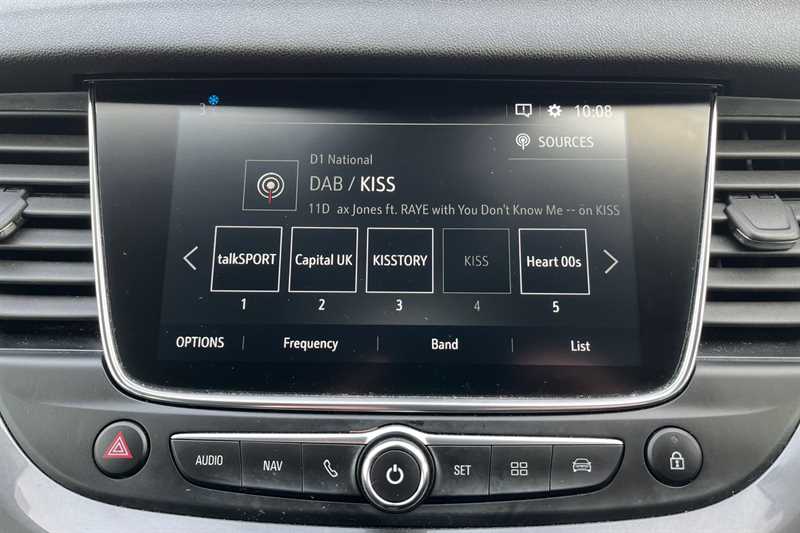 3
10:08
SOURCES
D1 National
DAB / KISS
11D ax Jones ft. RAYE with You Don't Know Me -- ön KISS
talkSPORT Capital UK KISSTORY KISS Heart 00s
1 2 3 4 5
OPTIONS Frequency Band List
AUDIO NAV SET